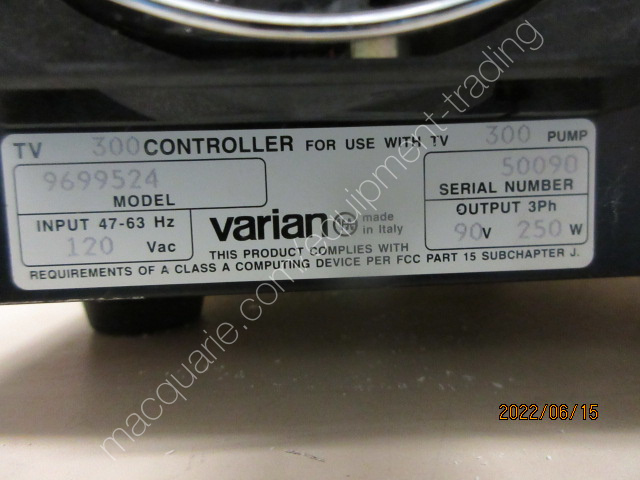 TV 300 CONTROLLER FOR USE WITH TV 300 PUMP
9699524
MODEL
50090
SERIAL NUMBER
INPUT 47-63 Hz
120 Vac
varian
made
in Italy
OUTPUT 3Ph
90V 250 W
THIS PRODUCT COMPLIES WITH
REQUIREMENTS OF A CLASS A COMPUTING DEVICE PER FCC PART 15 SUBCHAPTER J.
macquarie.com/equipment-trading
2022/06/15